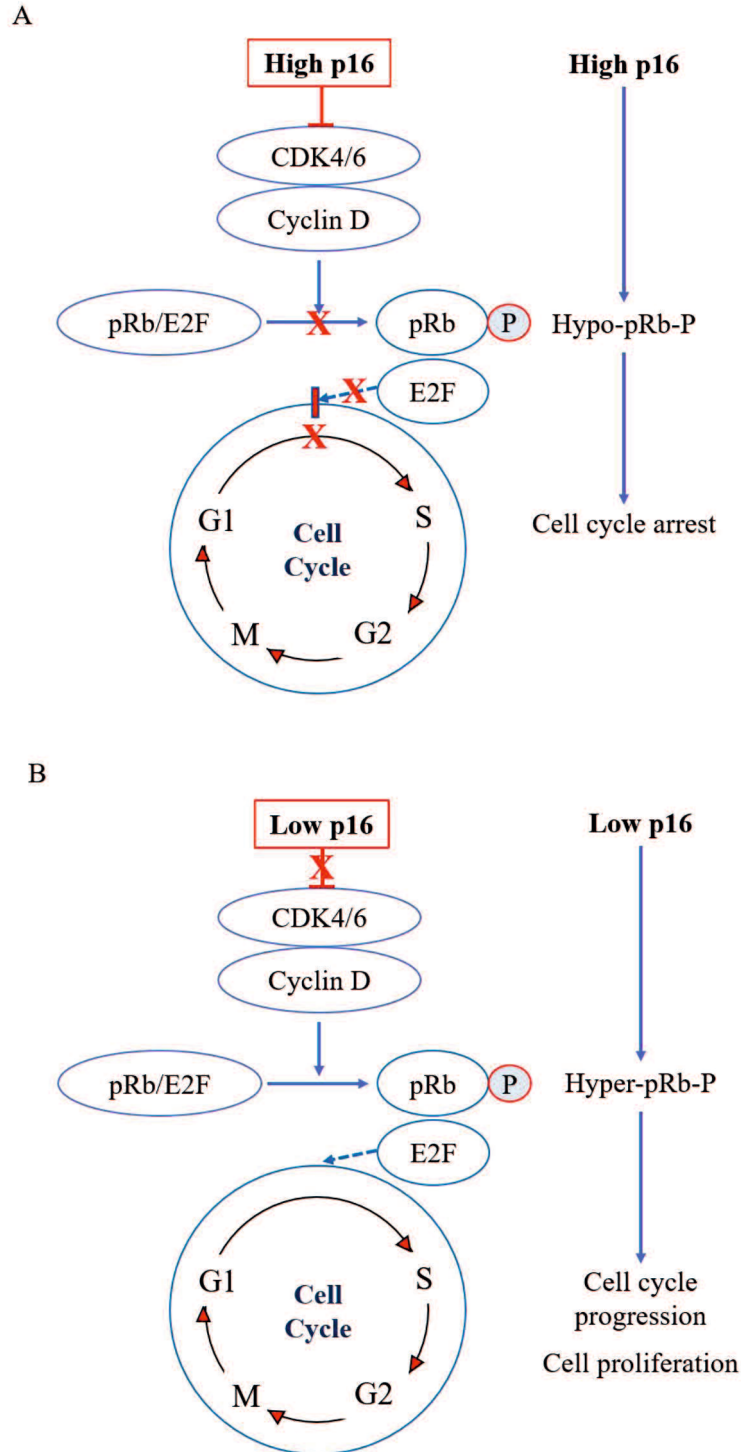 A
High p16
High p16
CDK4/6
Cyclin D
X
pRb/E2F
pRb
P
Hypo-pRb-P
X
E2F
X
G1
S
Cell
Cycle
Cell cycle arrest
M
G2
B
Low p16
Low p16
X
CDK4/6
Cyclin D
pRb/E2F
pRb
P
Hyper-pRb-P
E2F
G1
S
Cell
Cycle
Cell cycle
progression
Cell proliferation
M
G2